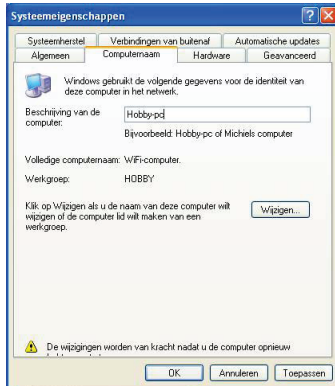 Systeemeigenschappen
Systeemherstel Verbindingen van buitenaf Automatische updates
Algemeen Computernaam Hardware Geavanceerd
Windows gebruikt de volgende gegevens voor de identiteit van
deze computer in het netwerk.
Beschrijving van de
computer:
Hobby-pc
Bijvoorbeeld: Hobby-pc of Michiels computer
Volledige computernaam: WiFi-computer.
Werkgroep: HOBBY
Klik op Wijzigen als u de naam van deze computer wilt
wijzigen of de computer lid wilt maken van een
werkgroep.
Wijzigen...
De wijzigingen worden van kracht nadat u de computer opnieuw
OK Annuleren Toepassen